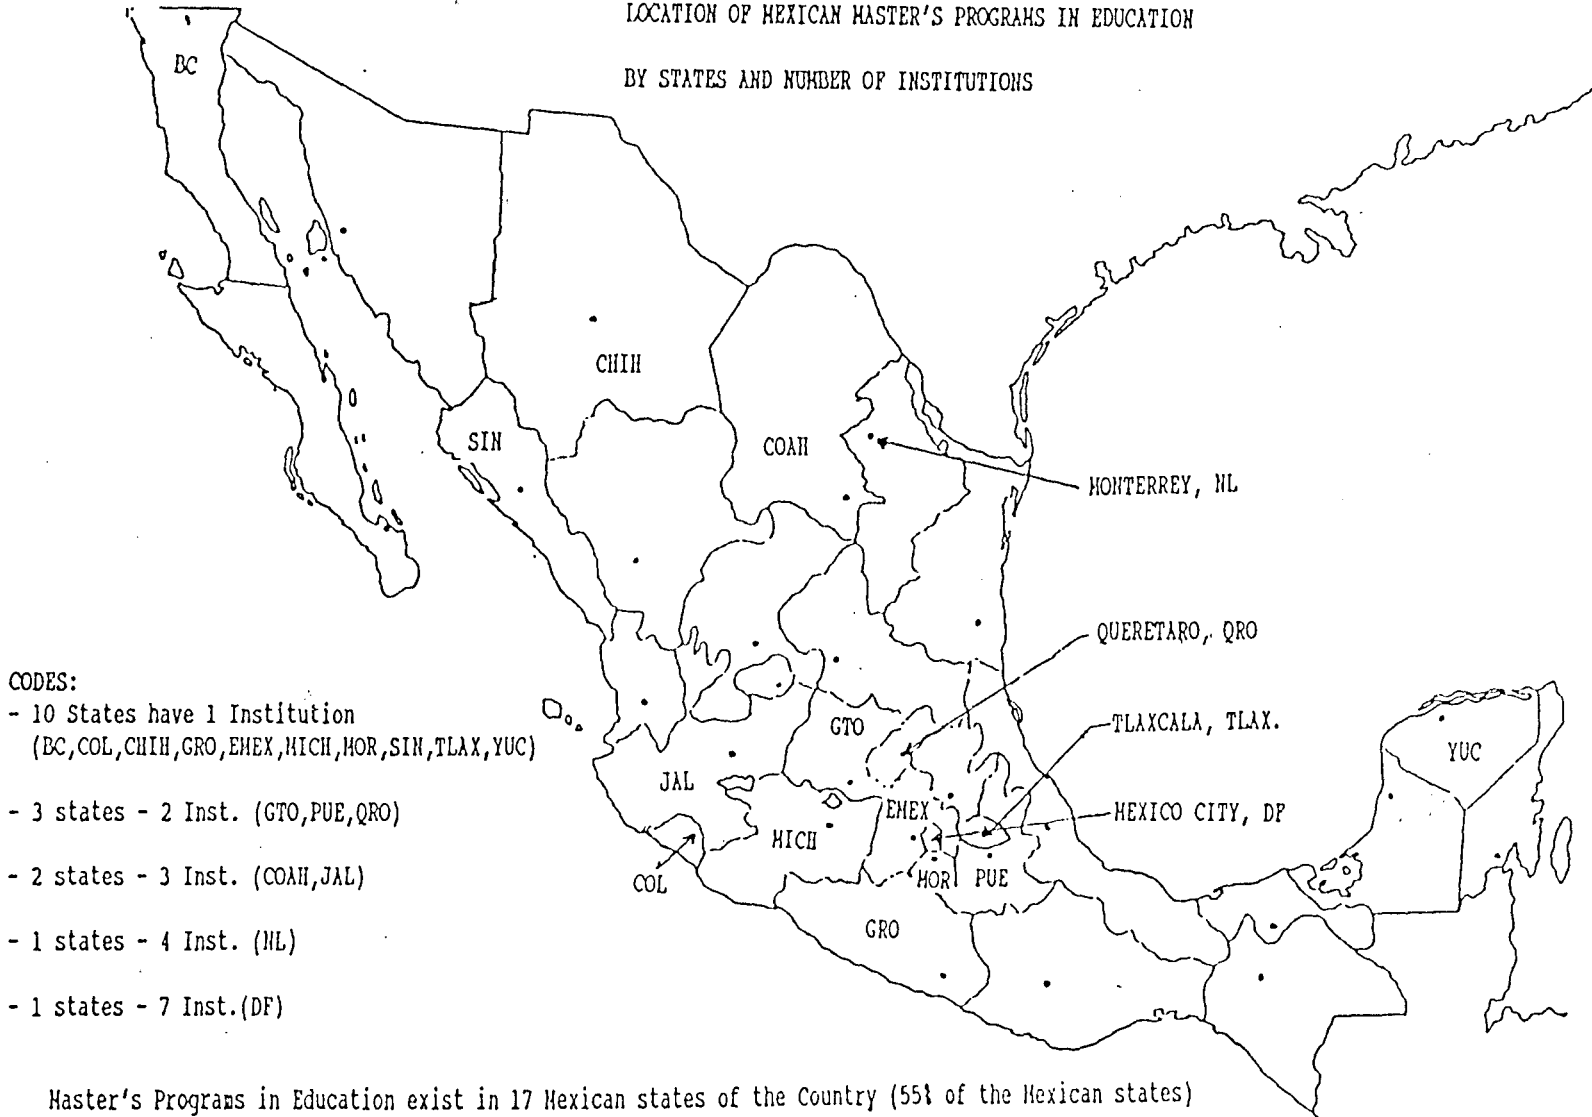 LOCATION OF MEXICAN MASTER'S PROGRAMS IN EDUCATION
BY STATES AND NUMBER OF INSTITUTIONS
BC
CHIH
SIN
COAH
MONTERREY, NL
QUERETARO, QRO
TLAXCALA, TLAX.
GTO
YUC
JAL
EMEX
MEXICO CITY, DF
MICH
COL
MOR
PUE
GRO
CODES:
- 10 States have 1 Institution
(BC,COL,CHIH,GRO,EMEX,MICH,MOR,SIN,TLAX,YUC)
- 3 states - 2 Inst. (GTO,PUE,QRO)
- 2 states - 3 Inst. (COAH,JAL)
- 1 states - 4 Inst. (NL)
- 1 states - 7 Inst.(DF)
Master's Programs in Education exist in 17 Mexican states of the Country (55% of the Mexican states)